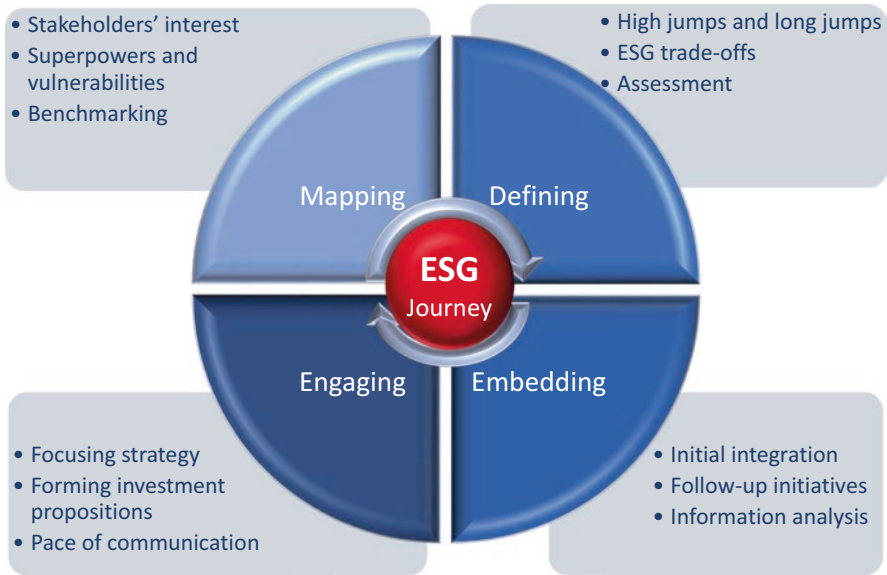 • Stakeholders’ interest
• Superpowers and
vulnerabilities
• Benchmarking
• High jumps and long jumps
• ESG trade-offs
• Assessment
Mapping
Defining
ESG
Journey
Engaging
Embedding
• Focusing strategy
• Forming investment
propositions
• Pace of communication
• Initial integration
• Follow-up initiatives
• Information analysis